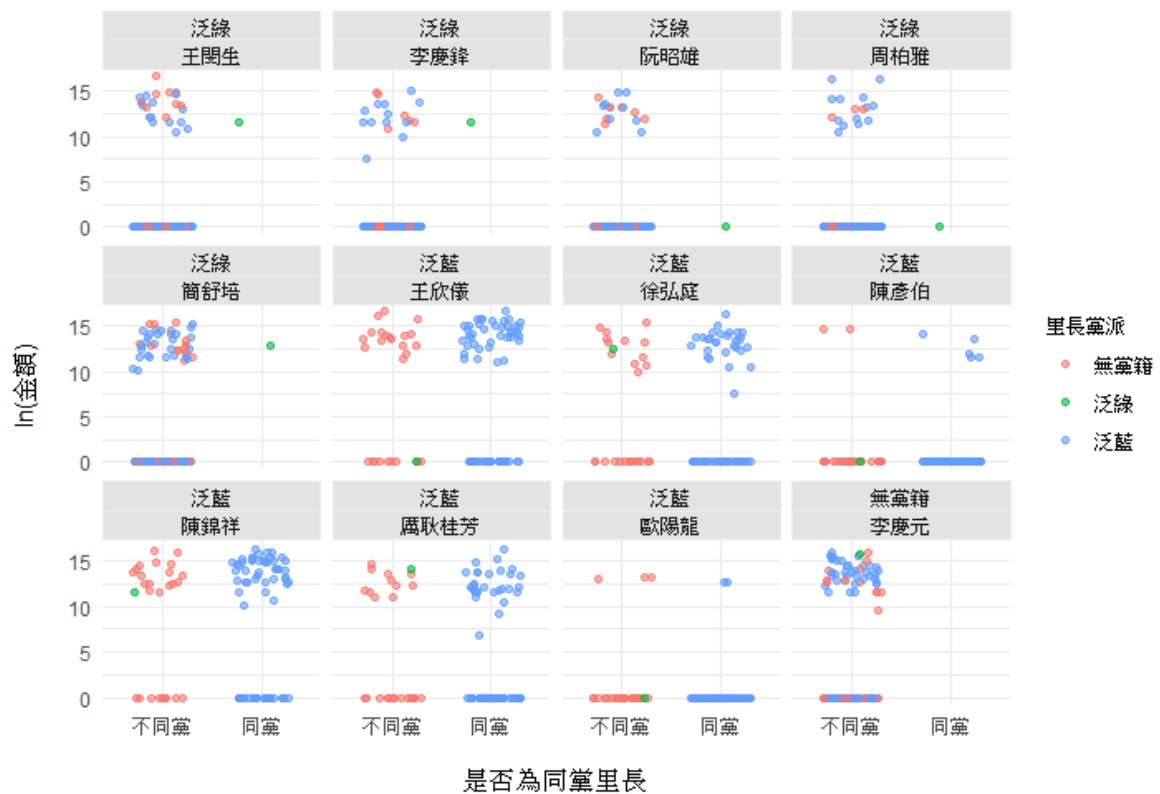 泛綠 泛綠 泛綠 泛綠
王閔生 李慶鋒 阮昭雄 周柏雅
15
10
5
0
泛綠 泛藍 泛藍 泛藍
簡舒培 王欣儀 徐弘庭 陳彥伯
15
10
5
0
泛藍 泛藍 泛藍 無黨籍
陳錦祥 厲耿桂芳 歐陽龍 李慶元
15
10
5
0
不同黨 同黨 不同黨 同黨 不同黨 同黨 不同黨 同黨
是否為同黨里長
ln(金額)
里長黨派
無黨籍
泛綠
泛藍